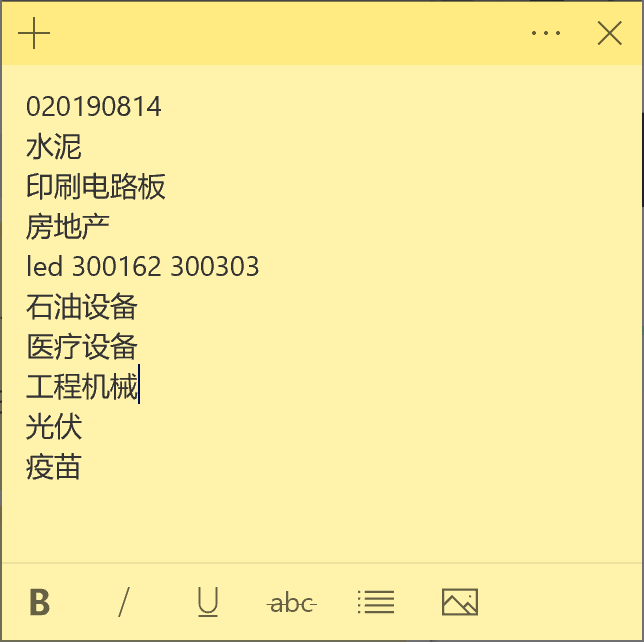 020190814
水泥
印刷电路板
房地产
led 300162 300303
石油设备
医疗设备
工程机械
光伏
疫苗
B / U abc